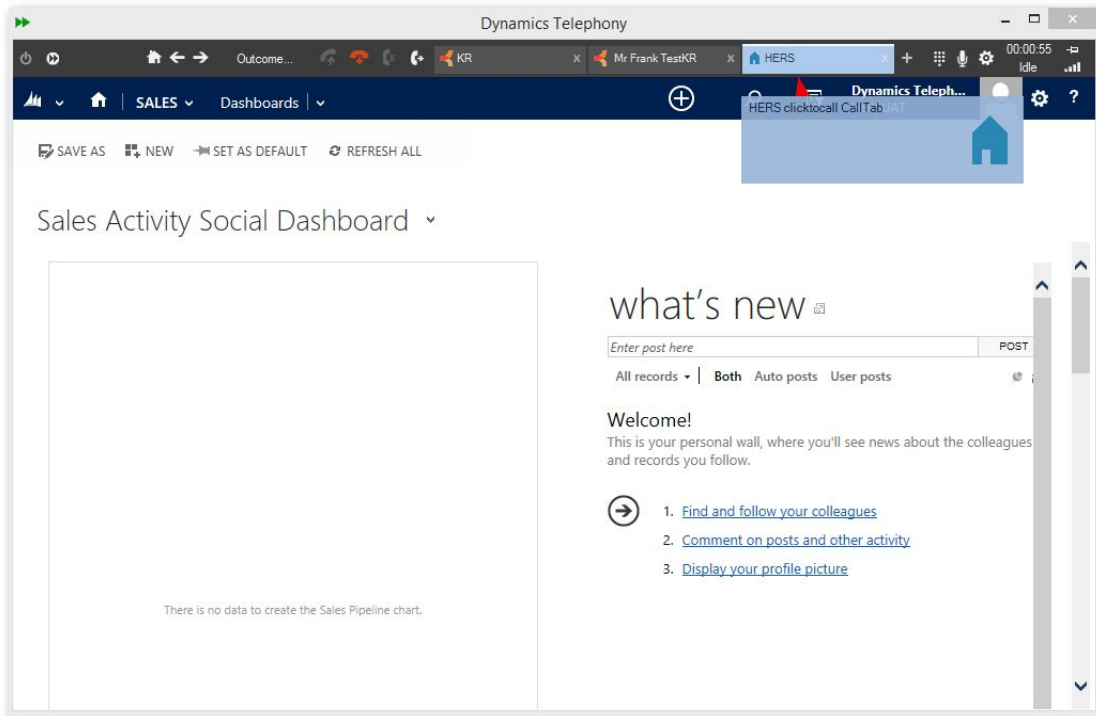 Dynamics Telephony
Outcome...
KR x
Mr Frank TestKR x
HERS x
00:00:55
Idle
SALES
Dashboards
Dynamics Teleph...
HERS clicktocall CallTab
SAVE AS
NEW
SET AS DEFAULT
REFRESH ALL
Sales Activity Social Dashboard
what's new
Enter post here
POST
All records
Both
Auto posts
User posts
Welcome!
This is your personal wall, where you'll see news about the colleagues
and records you follow.
1. Find and follow your colleagues
2. Comment on posts and other activity
3. Display your profile picture
There is no data to create the Sales Pipeline chart.